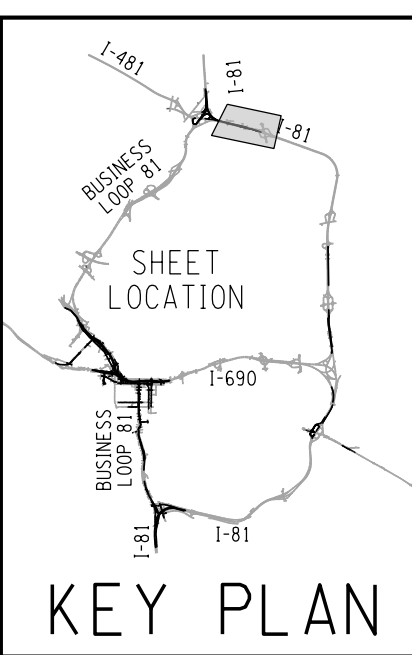 I-481
I-81
I-81
BUSINESS
LOOP 81
SHEET
LOCATION
I-690
BUSINESS
LOOP 81
I-81
I-81
KEY PLAN